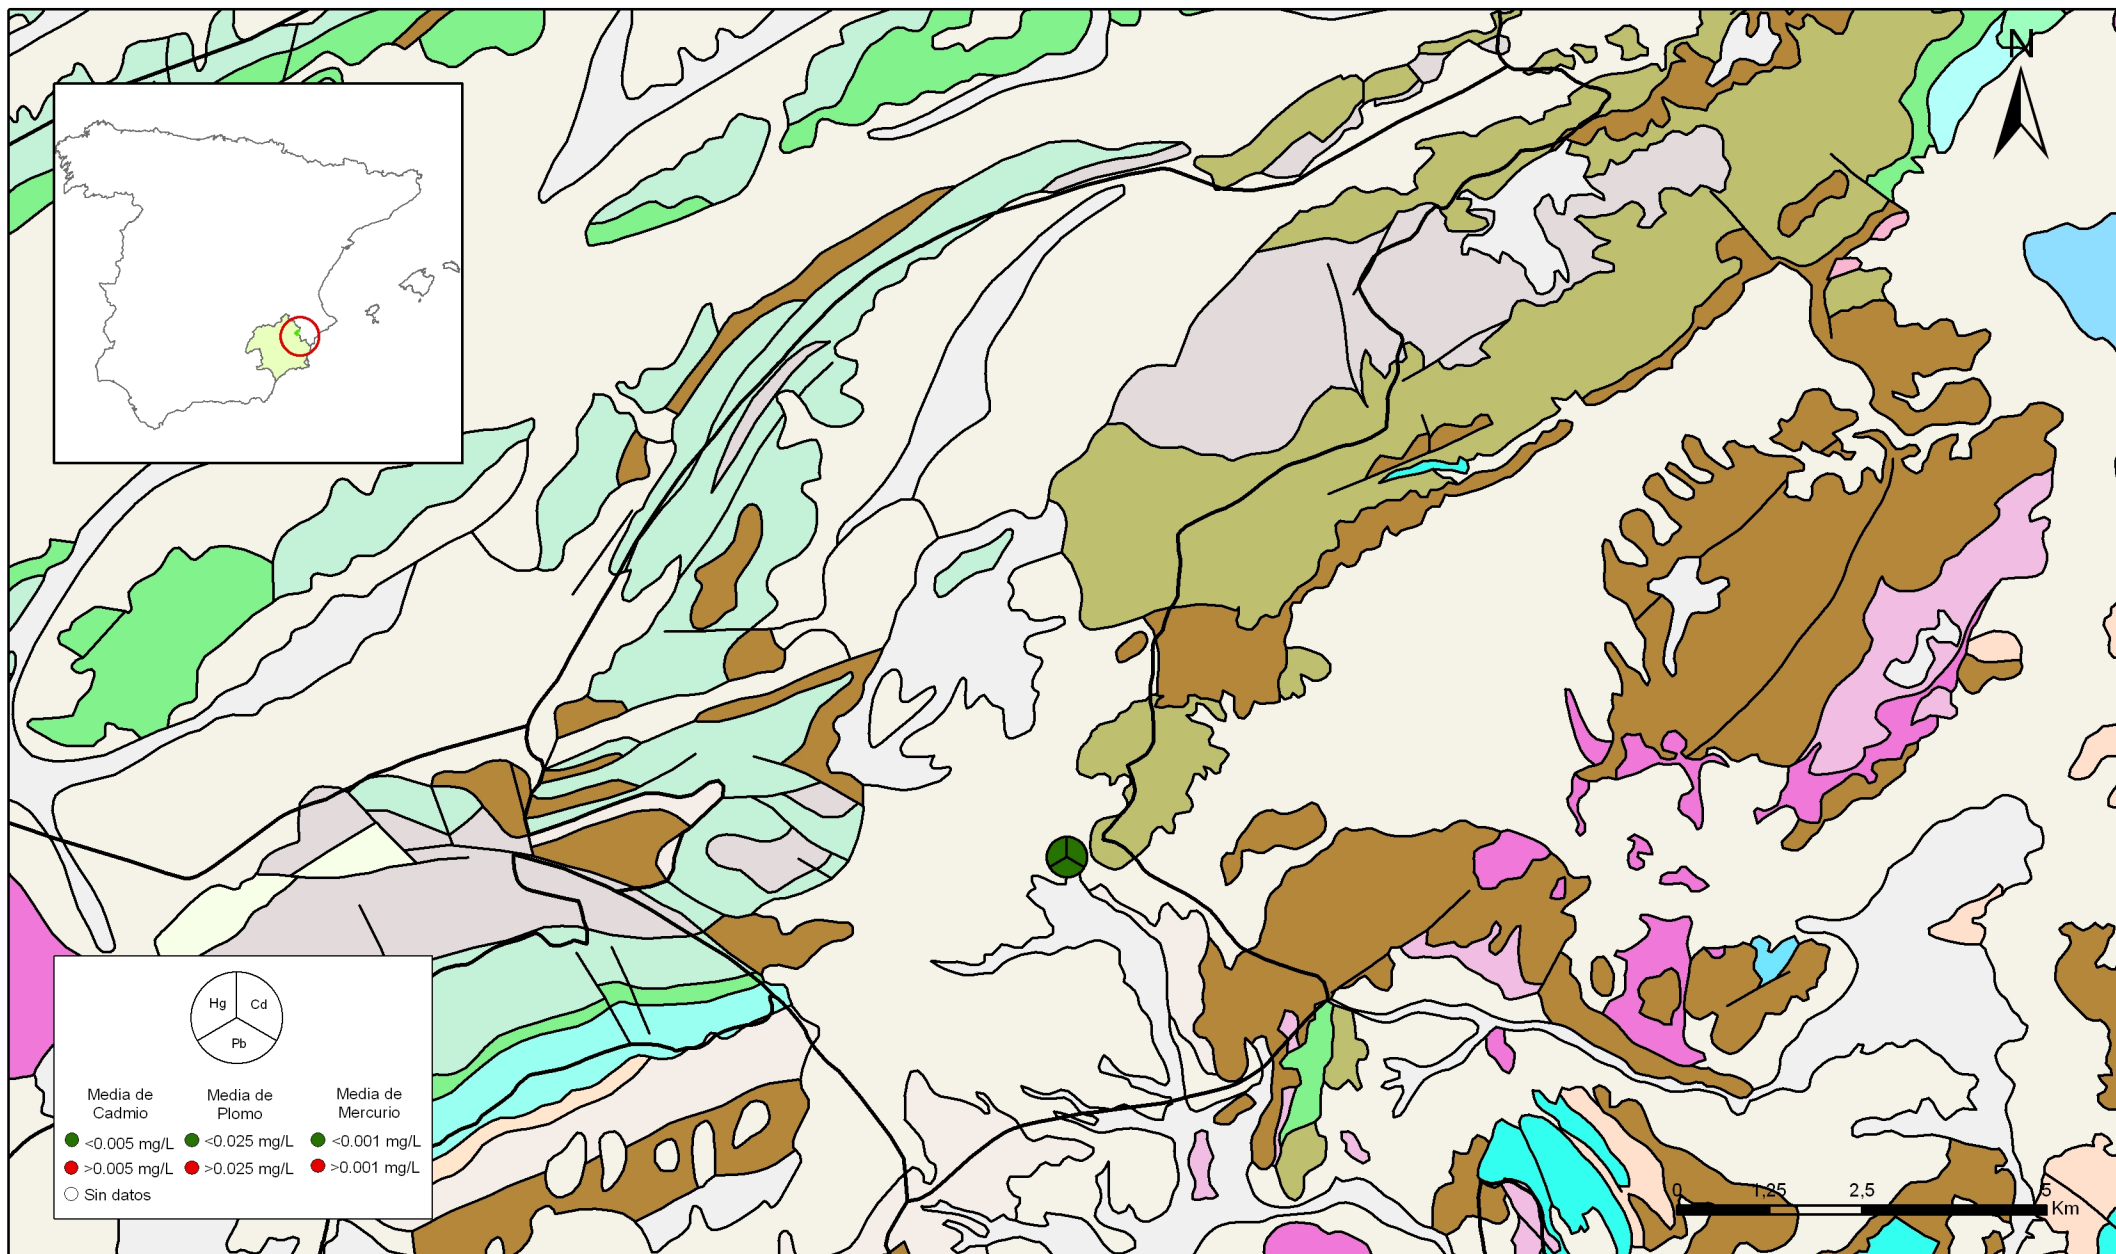 N
Hg Cd
Pb
Media de Cadmio
Media de Plomo
Media de Mercurio
<0.005 mg/L <0.025 mg/L <0.001 mg/L
>0.005 mg/L >0.025 mg/L >0.001 mg/L
Sin datos
0 1,25 2,5 5
Km